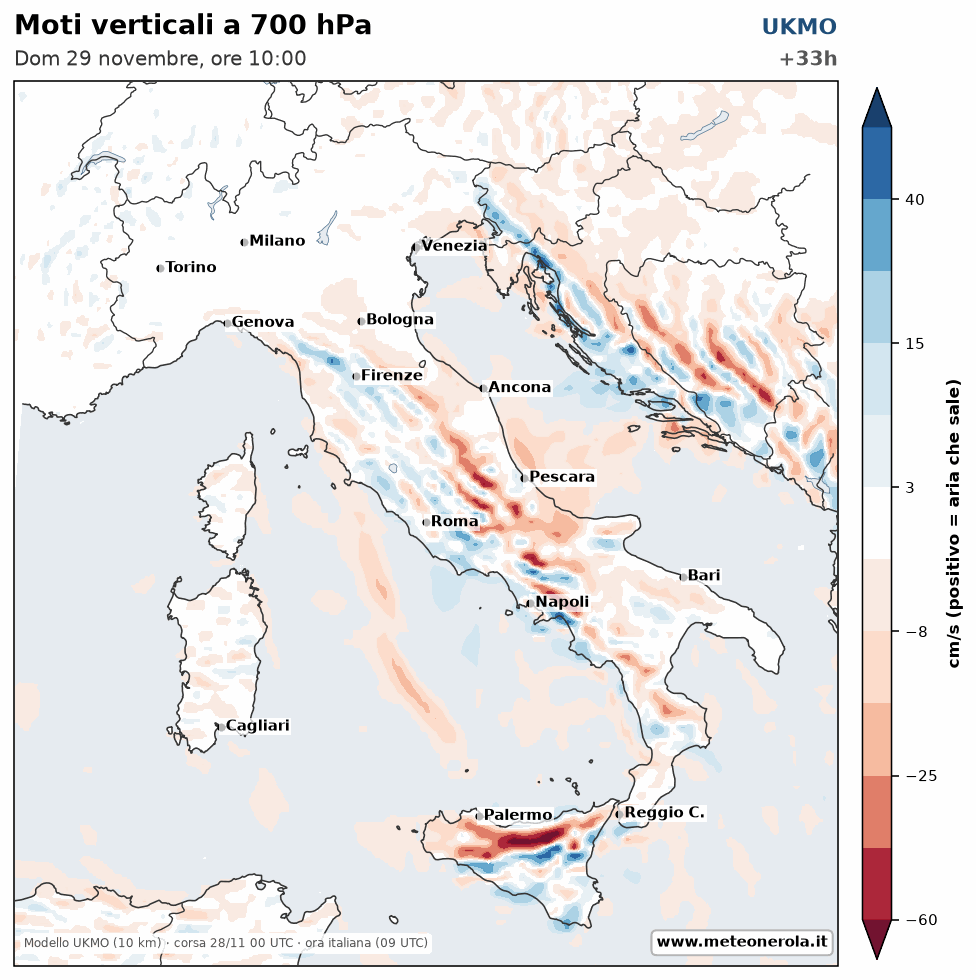 Moti verticali a 700 hPa
UKMO
Dom 29 novembre, ore 10:00
+33h
Milano
Venezia
Torino
Genova
Bologna
Firenze
Ancona
Pescara
Roma
Bari
Napoli
Cagliari
Palermo
Reggio C.
40
15
3
−8
−25
−60
cm/s (positivo = aria che sale)
Modello UKMO (10 km) · corsa 28/11 00 UTC · ora italiana (09 UTC)
www.meteonerola.it